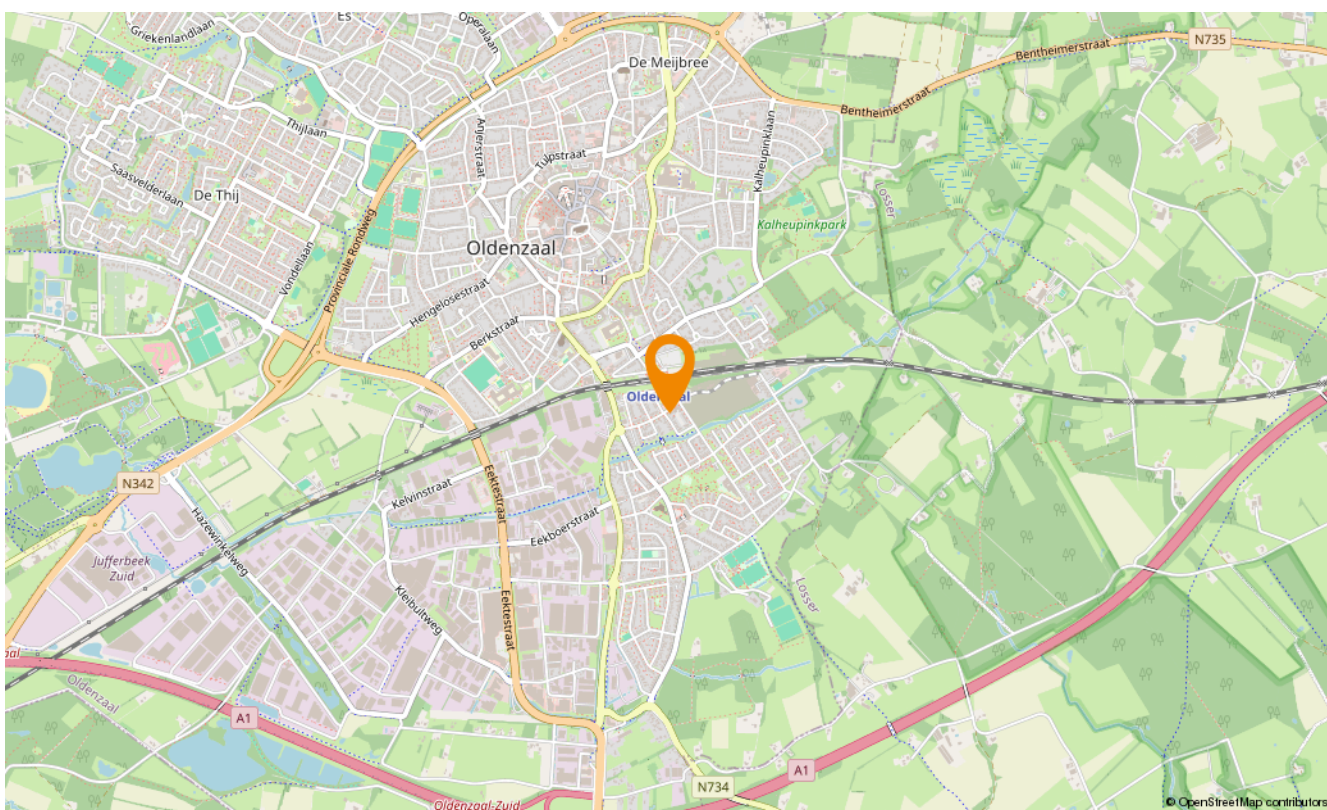 Es
Operalaan
Griekenlandlaan
De Meijbree
N735
Bentheimerstraat
Bentheimerstraat
Thijlaan
Anjerstraat
Tulpstraat
Kalheupinklaan
Saasvelderlaan
De Thij
Losser
Provinciale Rondweg
Kalheupinkpark
Vondellaan
Oldenzaal
Hengelosestraat
Berkstraat
N342
Kelvinstraat
Eektestraat
Hazewinkelweg
Eekboerstraat
Jufferbeek
Zuid
Kleibultweg
Eektestraat
Losser
Oldenzaal
A1
A1
N734
Oldenzaal-Zuid
© OpenStreetMap contributors